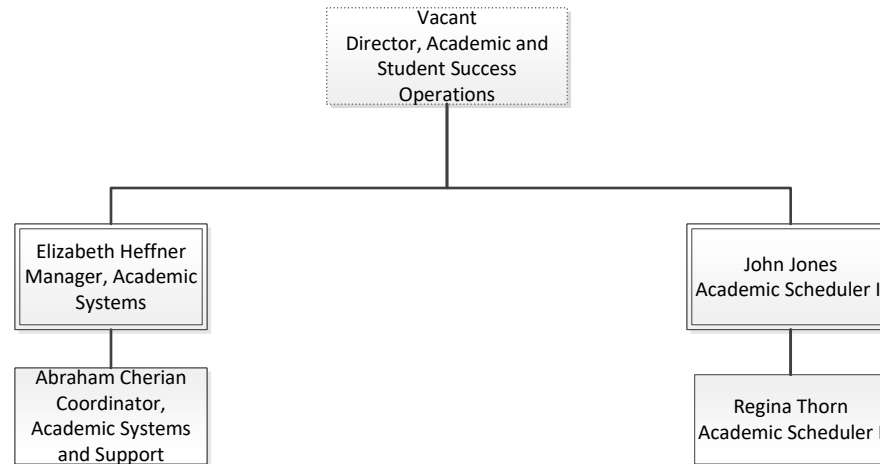 Vacant
Director, Academic and
Student Success
Operations
Elizabeth Heffner
Manager, Academic
Systems
John Jones
Academic Scheduler I
Abraham Cherian
Coordinator,
Academic Systems
and Support
Regina Thorn
Academic Scheduler I